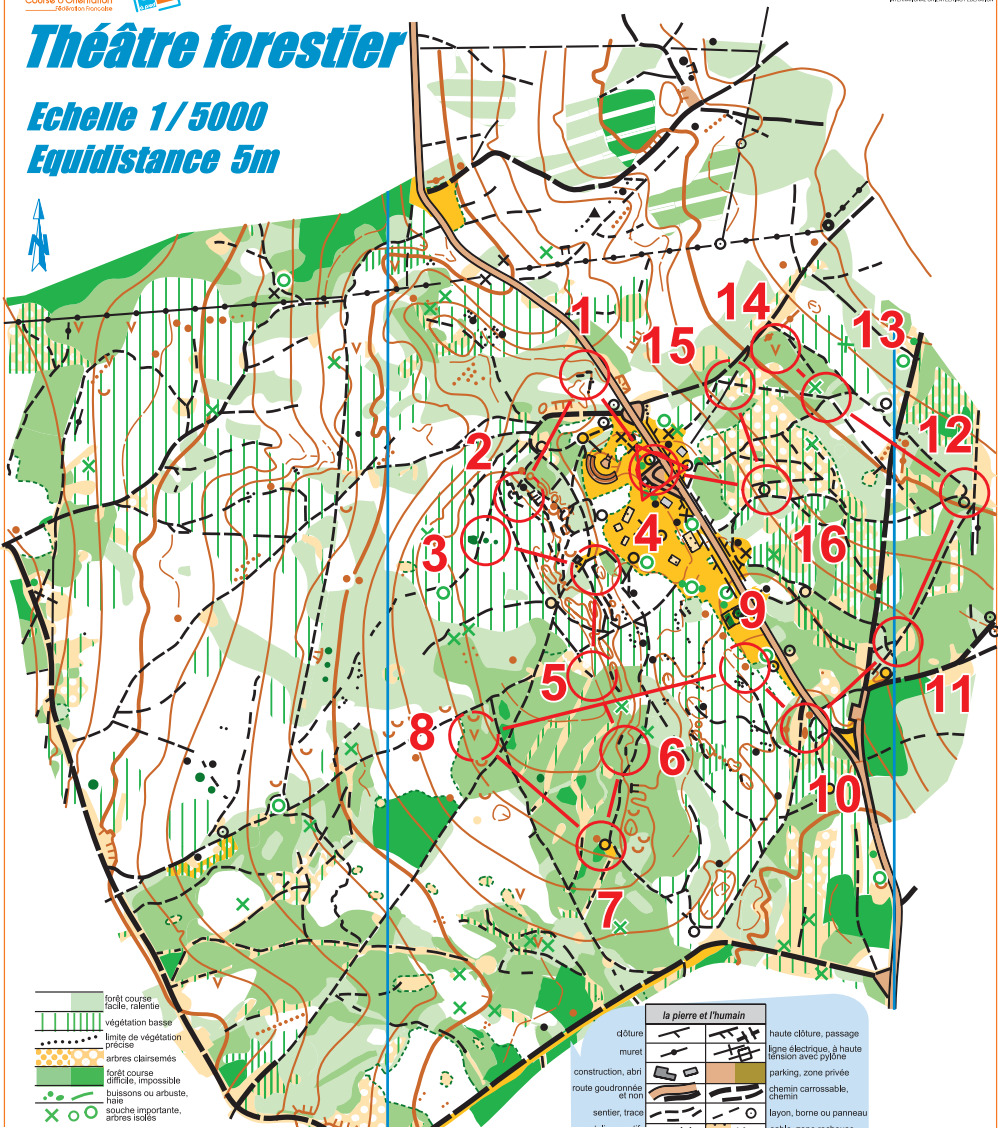 Course d'Orientation
Fédération Française
Théâtre forestier
Echelle 1 / 5000
Equidistance 5m
N
1
15
14
13
2
12
3
4
16
9
5
8
6
11
10
7
forêt course
facile, ralentie
végétation basse
limite de végétation
précise
arbres clairsemés
forêt course
difficile, impossible
buissons ou arbuste,
haie
souche importante,
arbres isolés
la pierre et l'humain
clôture
haute clôture, passage
muret
ligne électrique, à haute
tension avec pylône
construction, abri
parking, zone privée
route goudronnée
et non
chemin carrossable,
chemin
sentier, trace
layon, borne ou panneau